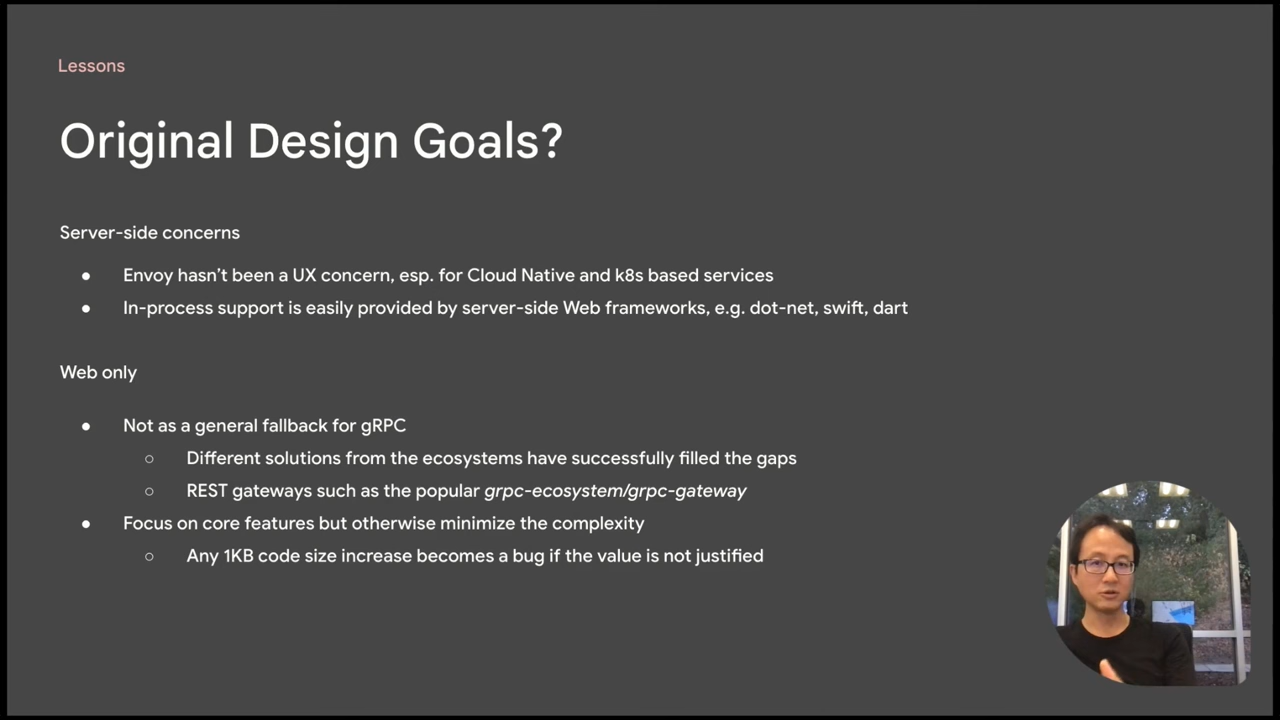 Lessons
Original Design Goals?
Server-side concerns
● Envoy hasn't been a UX concern, esp. for Cloud Native and k8s based services
● In-process support is easily provided by server-side Web frameworks, e.g. dot-net, swift, dart
Web only
● Not as a general fallback for gRPC
○ Different solutions from the ecosystems have successfully filled the gaps
○ REST gateways such as the popular grpc-ecosystem/grpc-gateway
● Focus on core features but otherwise minimize the complexity
○ Any 1KB code size increase becomes a bug if the value is not justified